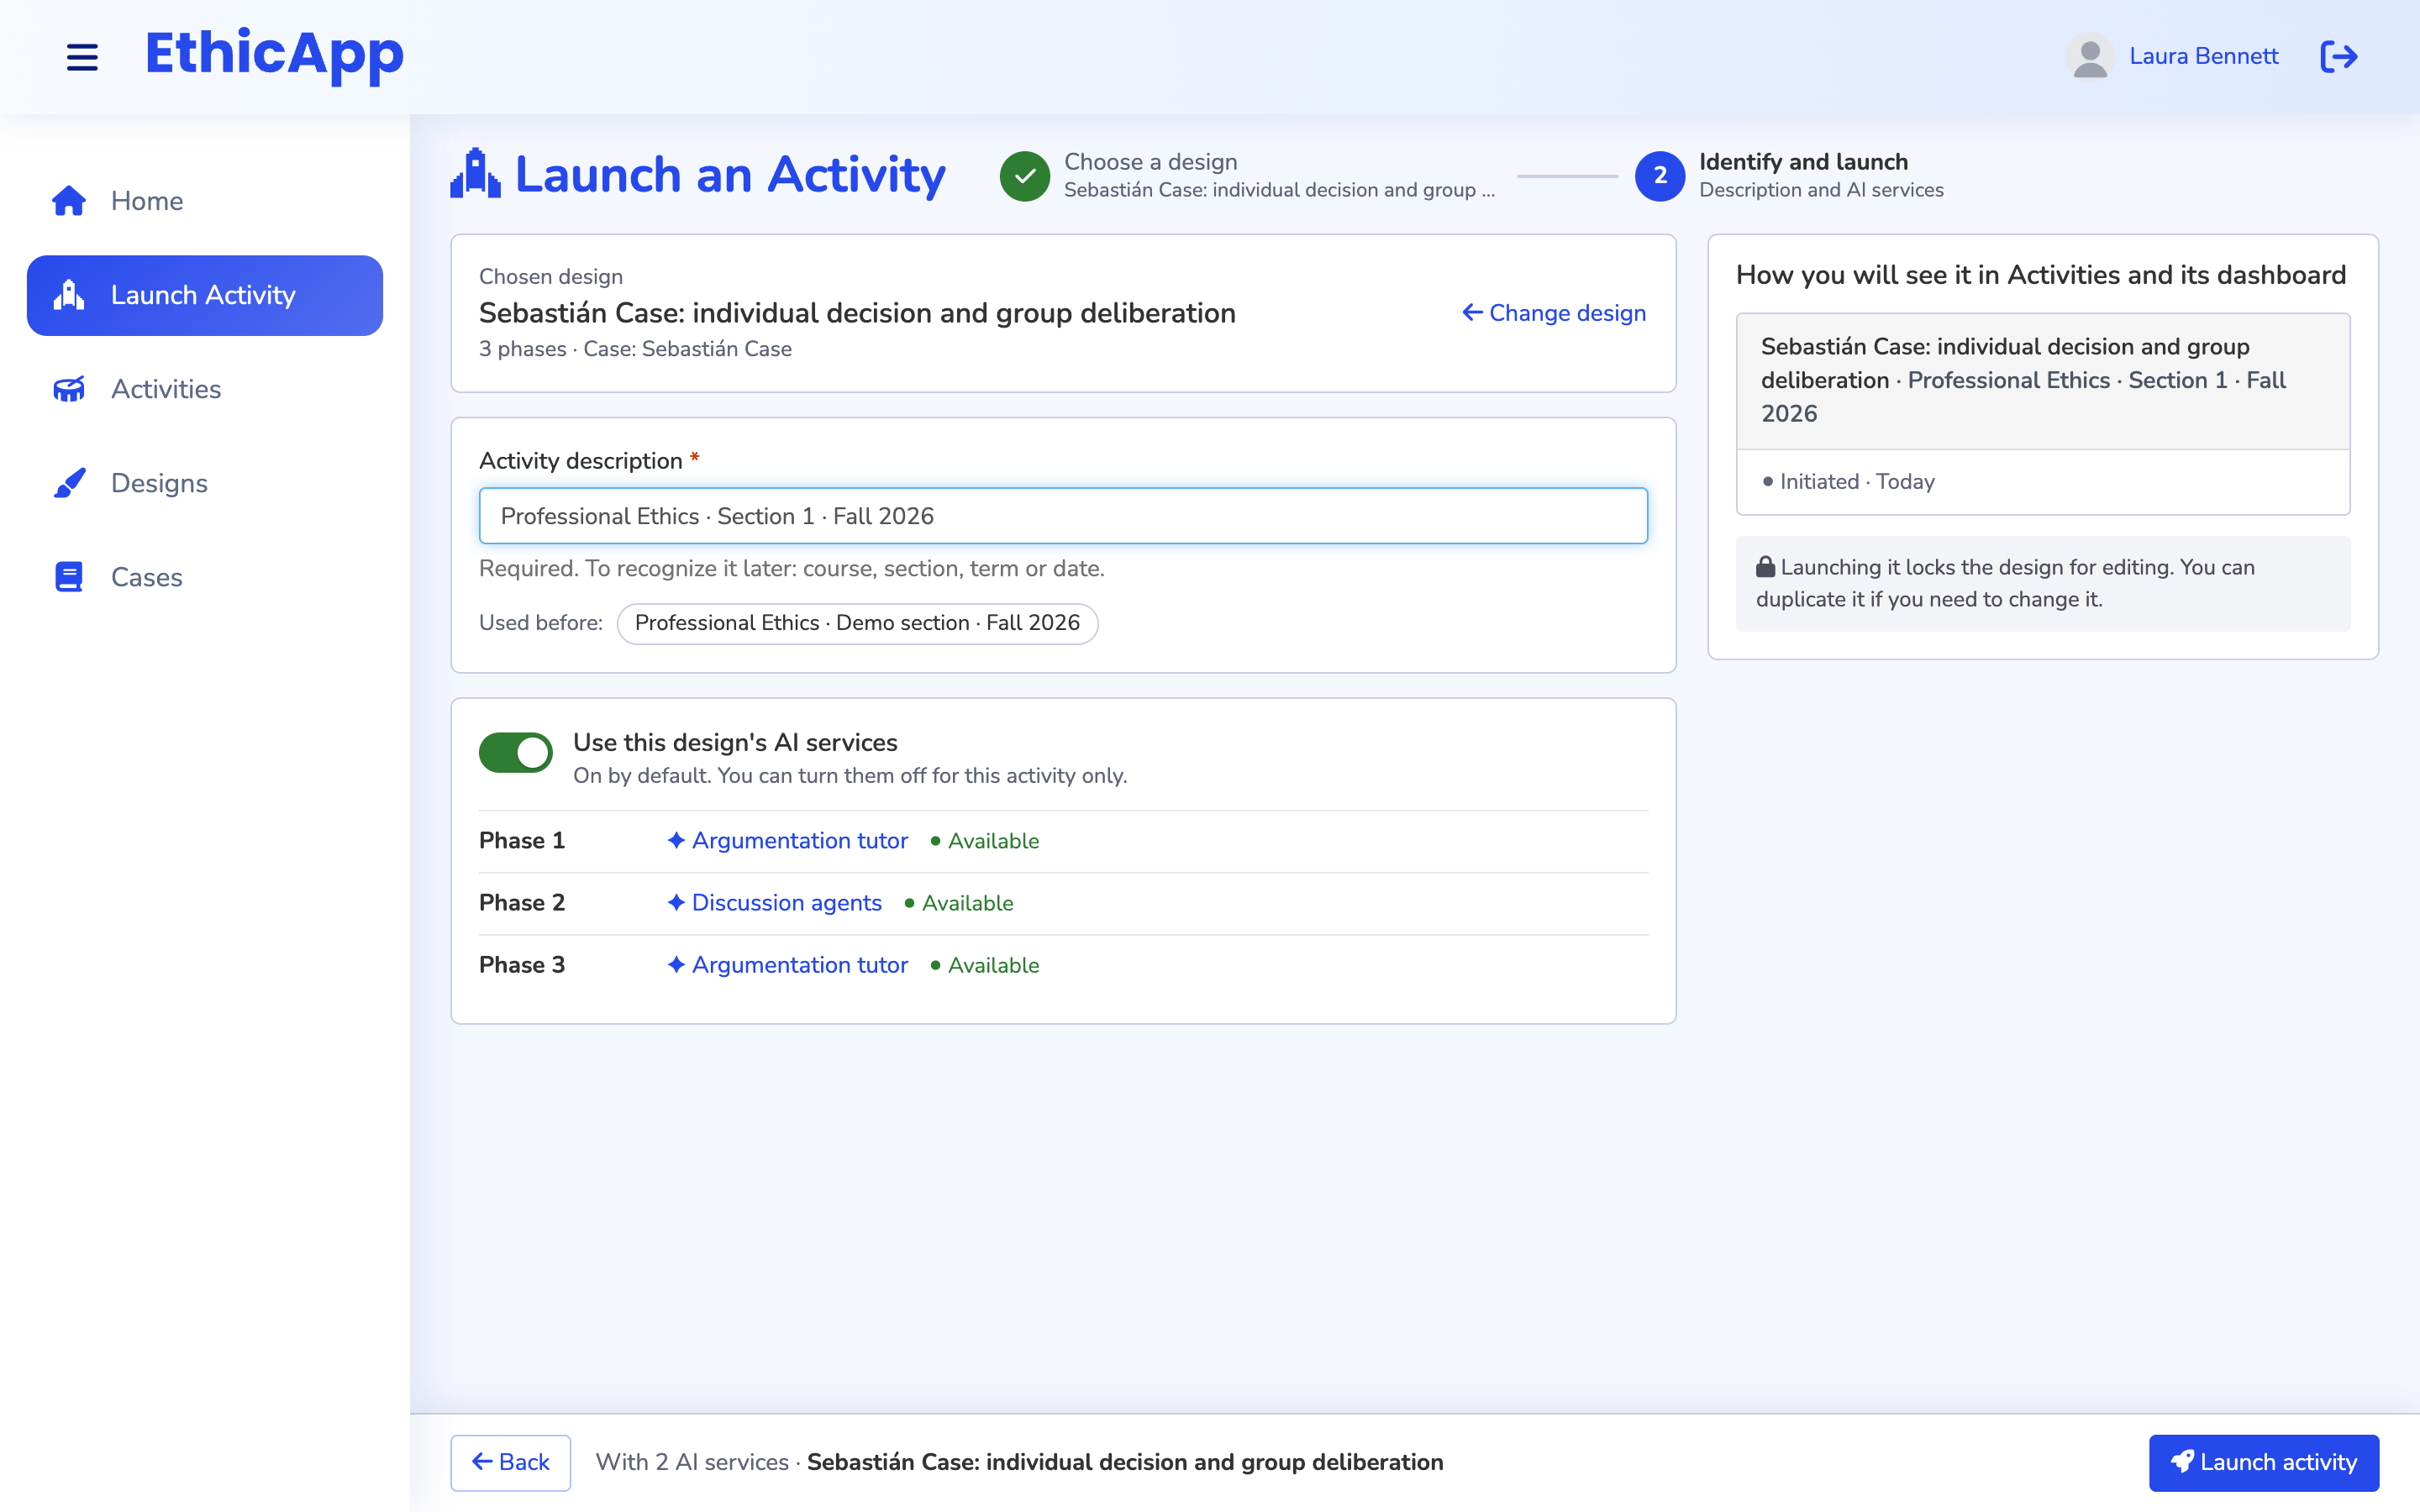 EthicApp
Laura Bennett
Home
Launch Activity
Activities
Designs
Cases
Launch an Activity
Choose a design
Sebastián Case: individual decision and group ...
2
Identify and launch
Description and AI services
Chosen design
Sebastián Case: individual decision and group deliberation
3 phases · Case: Sebastián Case
Change design
Activity description *
Professional Ethics · Section 1 · Fall 2026
Required. To recognize it later: course, section, term or date.
Used before: Professional Ethics · Demo section · Fall 2026
Use this design's AI services
On by default. You can turn them off for this activity only.
Phase 1 Argumentation tutor Available
Phase 2 Discussion agents Available
Phase 3 Argumentation tutor Available
How you will see it in Activities and its dashboard
Sebastián Case: individual decision and group
deliberation · Professional Ethics · Section 1 · Fall
2026
Initiated · Today
Launching it locks the design for editing. You can
duplicate it if you need to change it.
Back
With 2 AI services · Sebastián Case: individual decision and group deliberation
Launch activity